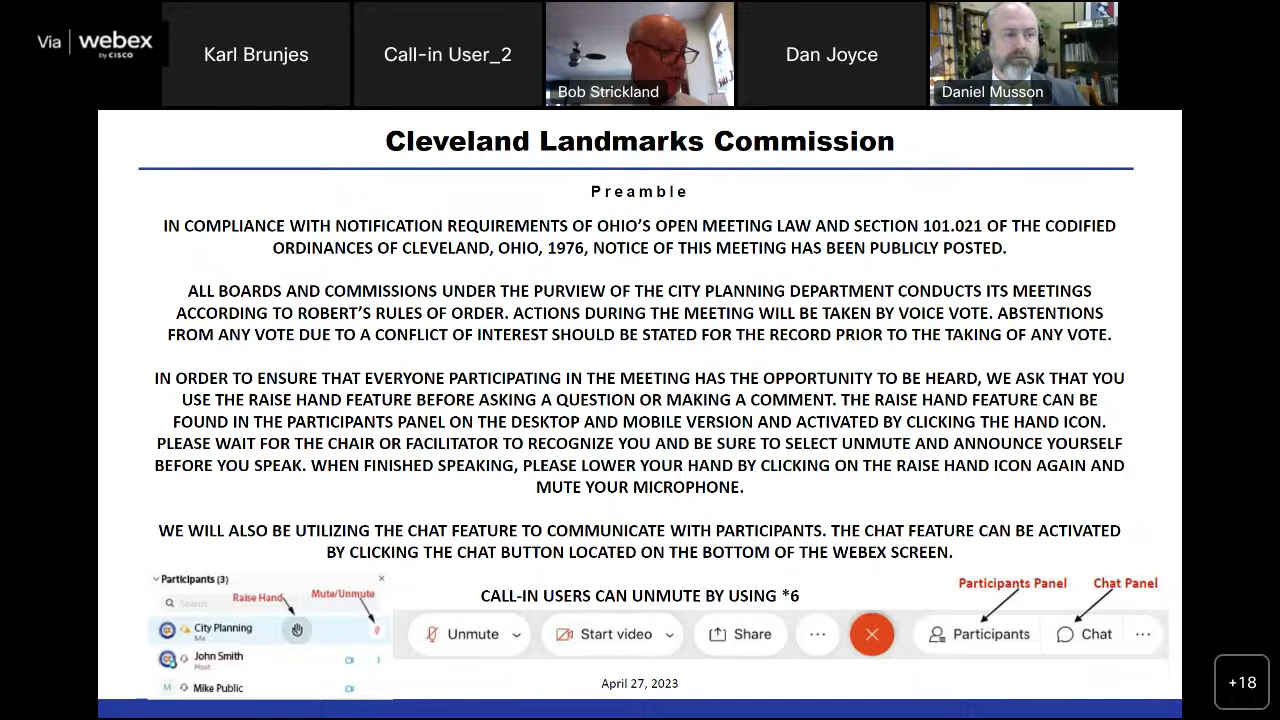 Via | webex
by CISCO
Karl Brunjes
Call-in User_2
Bob Strickland
Dan Joyce
Daniel Musson
Cleveland Landmarks Commission
Preamble
IN COMPLIANCE WITH NOTIFICATION REQUIREMENTS OF OHIO'S OPEN MEETING LAW AND SECTION 101.021 OF THE CODIFIED
ORDINANCES OF CLEVELAND, OHIO, 1976, NOTICE OF THIS MEETING HAS BEEN PUBLICLY POSTED.
ALL BOARDS AND COMMISSIONS UNDER THE PURVIEW OF THE CITY PLANNING DEPARTMENT CONDUCTS ITS MEETINGS
ACCORDING TO ROBERT'S RULES OF ORDER. ACTIONS DURING THE MEETING WILL BE TAKEN BY VOICE VOTE. ABSTENTIONS
FROM ANY VOTE DUE TO A CONFLICT OF INTEREST SHOULD BE STATED FOR THE RECORD PRIOR TO THE TAKING OF ANY VOTE.
IN ORDER TO ENSURE THAT EVERYONE PARTICIPATING IN THE MEETING HAS THE OPPORTUNITY TO BE HEARD, WE ASK THAT YOU
USE THE RAISE HAND FEATURE BEFORE ASKING A QUESTION OR MAKING A COMMENT. THE RAISE HAND FEATURE CAN BE
FOUND IN THE PARTICIPANTS PANEL ON THE DESKTOP AND MOBILE VERSION AND ACTIVATED BY CLICKING THE HAND ICON.
PLEASE WAIT FOR THE CHAIR OR FACILITATOR TO RECOGNIZE YOU AND BE SURE TO SELECT UNMUTE AND ANNOUNCE YOURSELF
BEFORE YOU SPEAK. WHEN FINISHED SPEAKING, PLEASE LOWER YOUR HAND BY CLICKING ON THE RAISE HAND ICON AGAIN AND
MUTE YOUR MICROPHONE.
WE WILL ALSO BE UTILIZING THE CHAT FEATURE TO COMMUNICATE WITH PARTICIPANTS. THE CHAT FEATURE CAN BE ACTIVATED
BY CLICKING THE CHAT BUTTON LOCATED ON THE BOTTOM OF THE WEBEX SCREEN.
Participants (3)
Search
Raise Hand
Mute/Unmute
City Planning
Me
John Smith
Host
M Mike Public
CALL-IN USERS CAN UNMUTE BY USING *6
Participants Panel
Chat Panel
Unmute
Start video
Share
Participants
Chat
April 27, 2023
+18